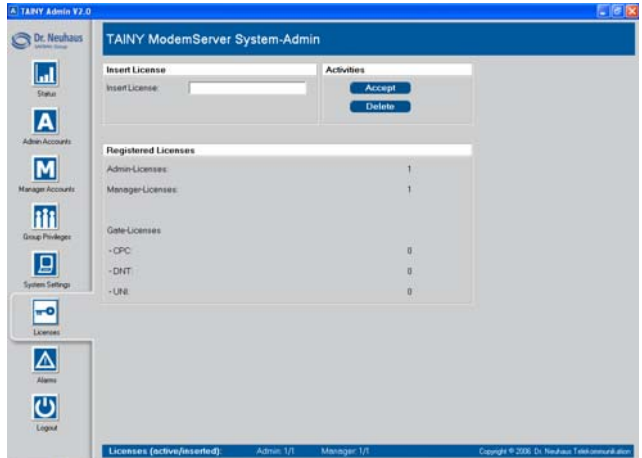 TAINY Admin V2.0
Dr. Neuhaus
TAINY ModemServer System-Admin
Status
Admin Accounts
Manager Accounts
Group Privileges
System Settings
Licenses
Alarms
Logout
Insert License
Insert License:
Activities
Accept
Delete
Registered Licenses
Admin-Licenses: 1
Manager-Licenses: 1
Gate-Licenses
- CPC: 0
- DNT: 0
- UNI: 0
Licenses (active/inserted): Admin: 1/1 Manager: 1/1
Copyright © 2006 Dr. Neuhaus Telekommunikation